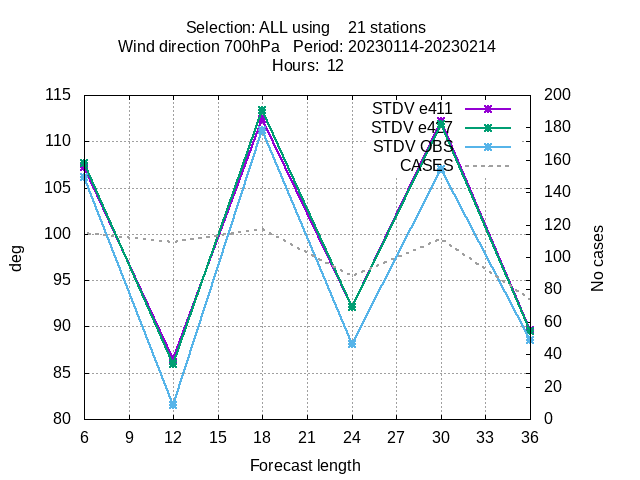 Selection: ALL using 21 stations
Wind direction 700hPa Period: 20230114-20230214
Hours: 12
115
110
105
100
95
90
85
80
200
180
160
140
120
100
80
60
40
20
0
STDV e411
STDV e4
STDV OBS
CASES
deg
No cases
6 9 12 15 18 21 24 27 30 33 36
Forecast length